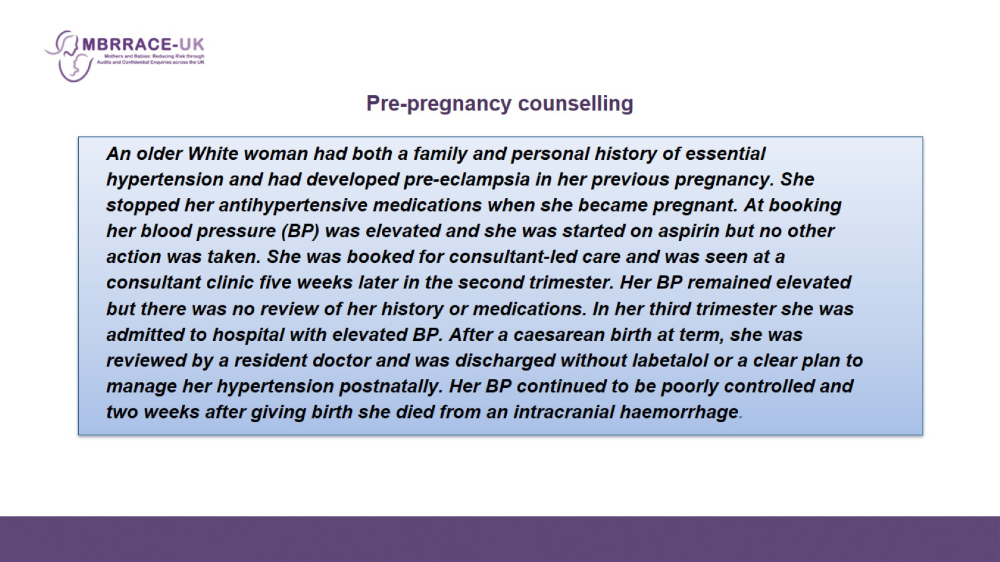 MBRRACE-UK
Mothers and Babies: Reducing Risk through
Audits and Confidential Enquiries across the UK
Pre-pregnancy counselling
An older White woman had both a family and personal history of essential
hypertension and had developed pre-eclampsia in her previous pregnancy. She
stopped her antihypertensive medications when she became pregnant. At booking
her blood pressure (BP) was elevated and she was started on aspirin but no other
action was taken. She was booked for consultant-led care and was seen at a
consultant clinic five weeks later in the second trimester. Her BP remained elevated
but there was no review of her history or medications. In her third trimester she was
admitted to hospital with elevated BP. After a caesarean birth at term, she was
reviewed by a resident doctor and was discharged without labetalol or a clear plan to
manage her hypertension postnatally. Her BP continued to be poorly controlled and
two weeks after giving birth she died from an intracranial haemorrhage.